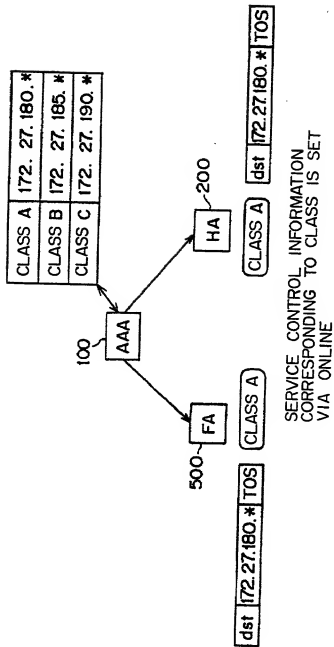 CLASS A 172. 27. 180. *
CLASS B 172. 27. 185. *
CLASS C 172. 27. 190. *
100
AAA
500
FA
HA
200
CLASS A
CLASS A
dst 172.27.180.* TOS
dst 172.27.180.* TOS
SERVICE CONTROL INFORMATION
CORRESPONDING TO CLASS IS SET
VIA ONLINE